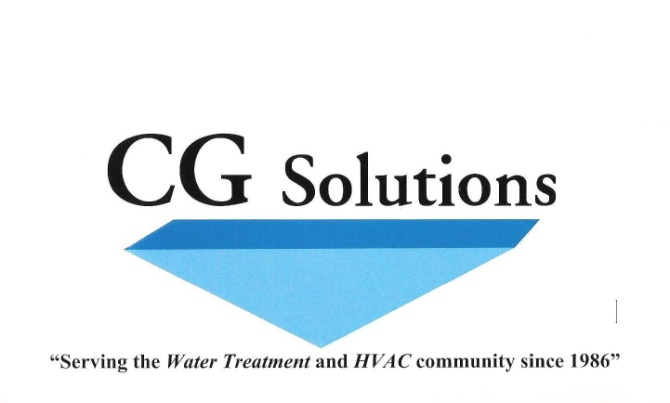 CG Solutions
“Serving the Water Treatment and HVAC community since 1986”